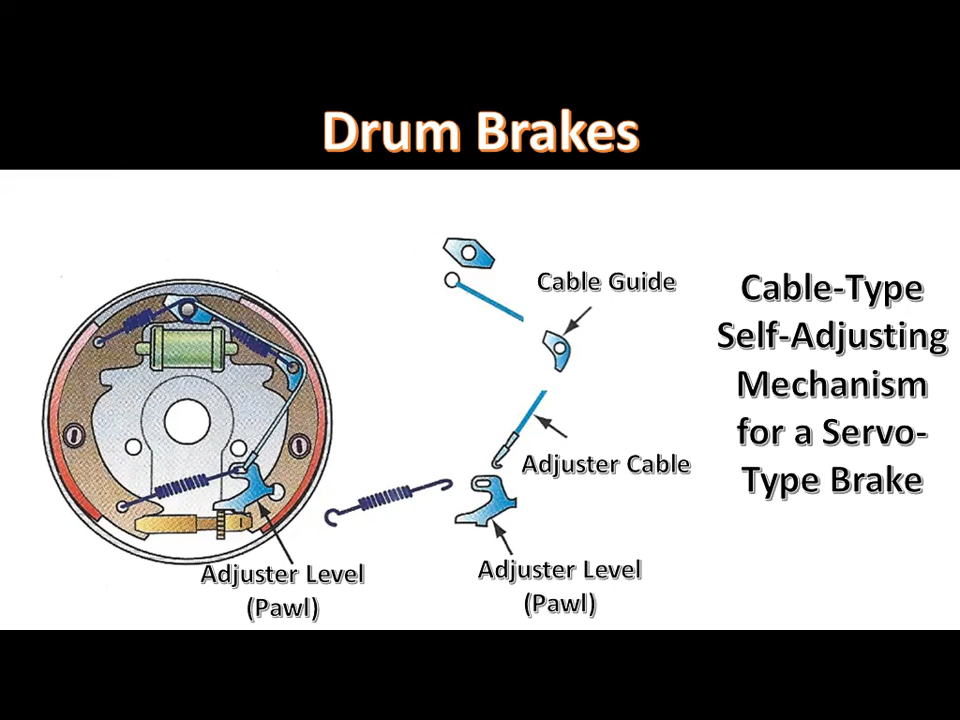 Drum Brakes
Cable Guide
Adjuster Cable
Adjuster Level
(Pawl)
Adjuster Level
(Pawl)
Cable-Type
Self-Adjusting
Mechanism
for a Servo-
Type Brake